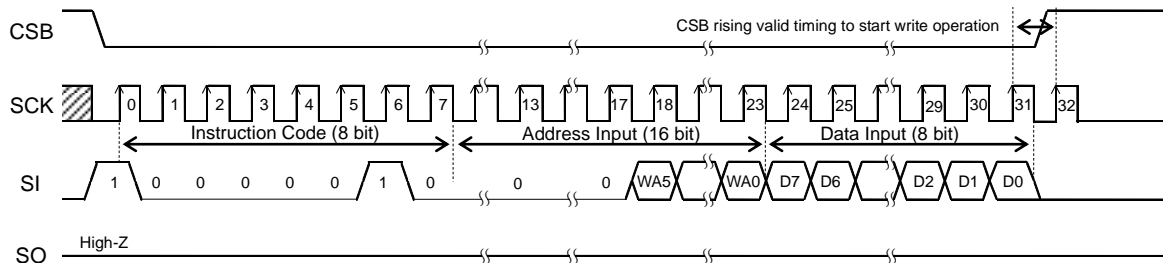 CSB
CSB rising valid timing to start write operation
SCK
0 1 2 3 4 5 6 7 13 17 18 23 24 25 29 30 31 32
Instruction Code (8 bit) Address Input (16 bit) Data Input (8 bit)
SI
1 0 0 0 0 0 1 0 0 0 WA5 WA0 D7 D6 D2 D1 D0
High-Z
SO